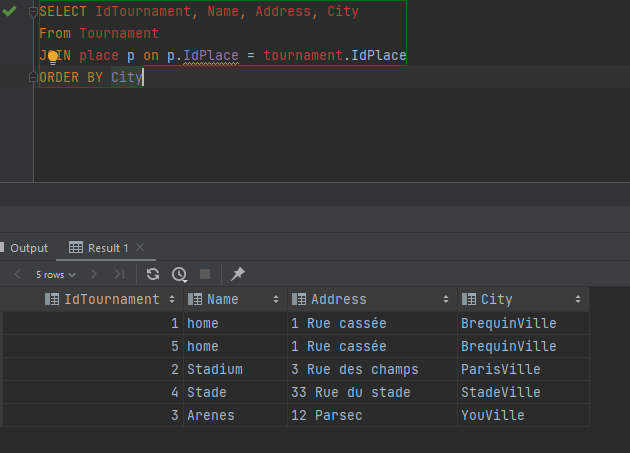 SELECT IdTournament, Name, Address, City
From Tournament
JOIN place p on p.IdPlace = tournament.IdPlace
ORDER BY City
Output Result 1
5 rows
IdTournament Name Address City
1 home 1 Rue cassée BrequinVille
5 home 1 Rue cassée BrequinVille
2 Stadium 3 Rue des champs ParisVille
4 Stade 33 Rue du stade StadeVille
3 Arenes 12 Parsec YouVille